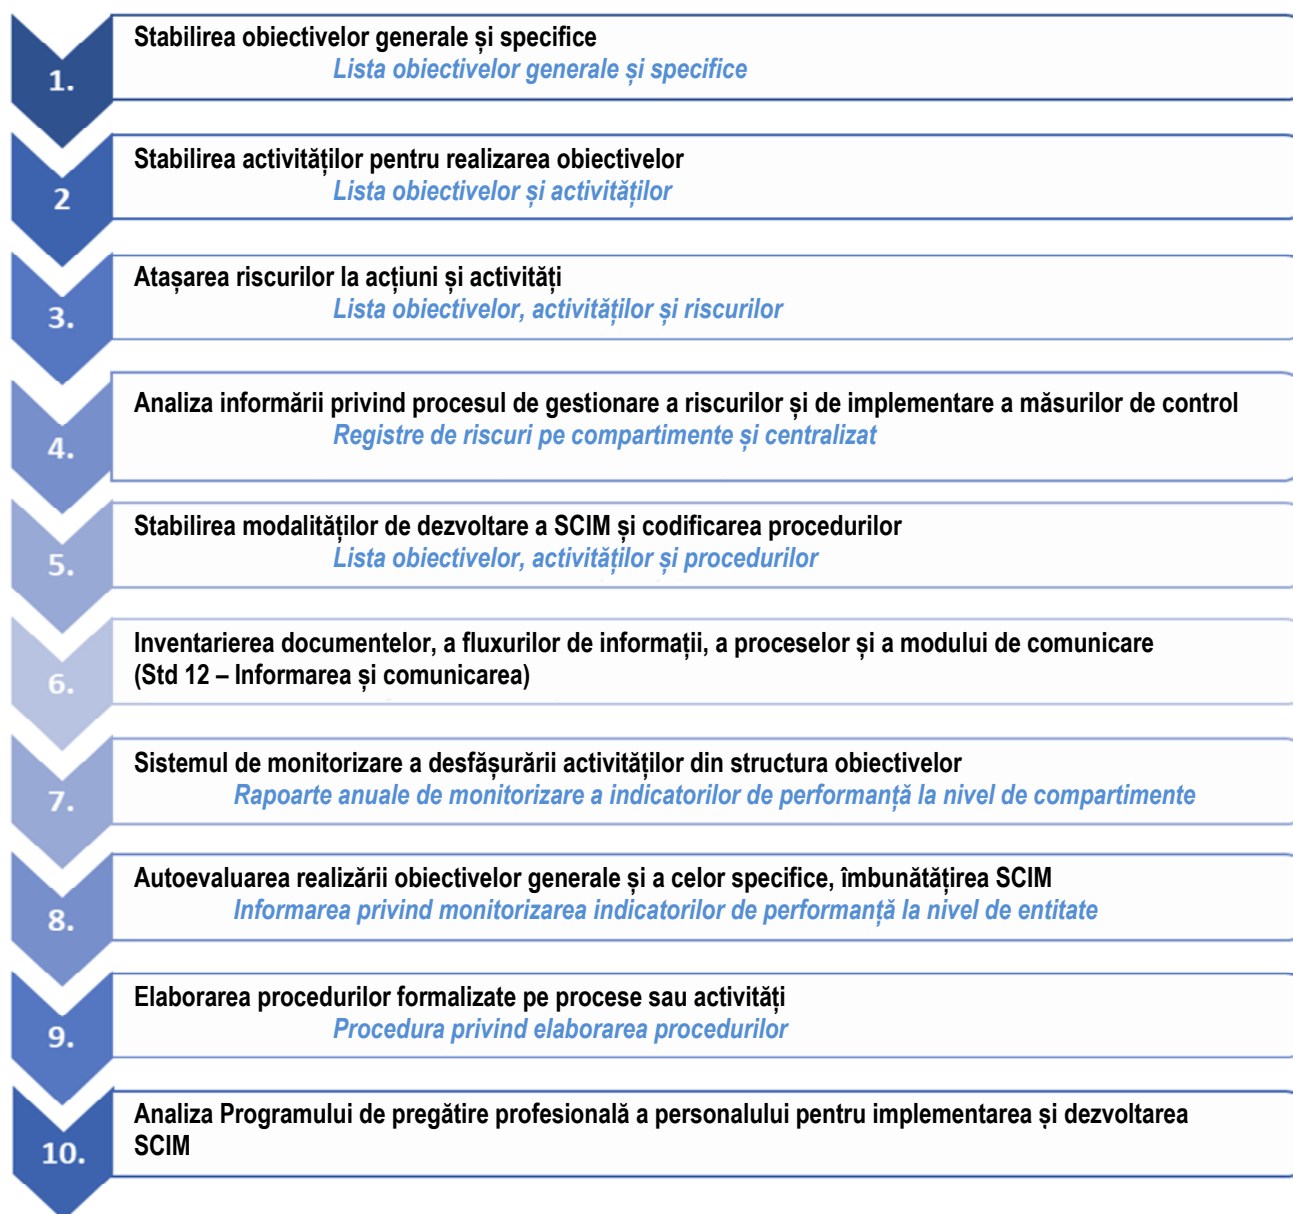 1.
Stabilirea obiectivelor generale și specifice
Lista obiectivelor generale și specifice
2
Stabilirea activităților pentru realizarea obiectivelor
Lista obiectivelor și activităților
3.
Atașarea riscurilor la acțiuni și activități
Lista obiectivelor, activităților și riscurilor
4.
Analiza informării privind procesul de gestionare a riscurilor și de implementare a măsurilor de control
Registre de riscuri pe compartimente și centralizat
5.
Stabilirea modalităților de dezvoltare a SCIM și codificarea procedurilor
Lista obiectivelor, activităților și procedurilor
6.
Inventarierea documentelor, a fluxurilor de informații, a proceselor și a modului de comunicare
(Std 12 – Informarea și comunicarea)
7.
Sistemul de monitorizare a desfășurării activităților din structura obiectivelor
Rapoarte anuale de monitorizare a indicatorilor de performanță la nivel de compartimente
8.
Autoevaluarea realizării obiectivelor generale și a celor specifice, îmbunătățirea SCIM
Informarea privind monitorizarea indicatorilor de performanță la nivel de entitate
9.
Elaborarea procedurilor formalizate pe procese sau activități
Procedura privind elaborarea procedurilor
10.
Analiza Programului de pregătire profesională a personalului pentru implementarea și dezvoltarea
SCIM